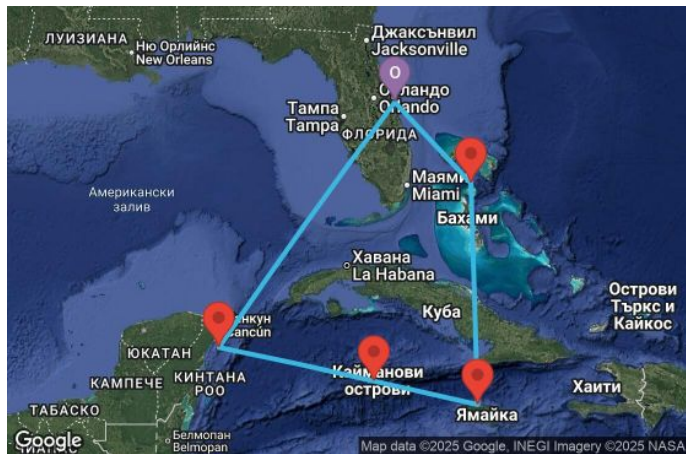 Джаксънвил
Jacksonville
ЛУИЗИАНА
Ню Орлийнс
New Orleans
O
Орландо
Orlando
Тампа
Tampa
ФЛОРИДА
Американски
залив
Маями
Miami
Бахами
Хавана
La Habana
Куба
Острови
Търкс и
Кайкос
нкун
Cancún
ЮКАТАН
КАМПЕЧЕ
КИНТАНА
РОО
Кайманови
острови
Хаити
ТАБАСКО
Ямайка
Белмопан
Belmopan
Google
Map data ©2025 Google, INEGI Imagery ©2025 NASA